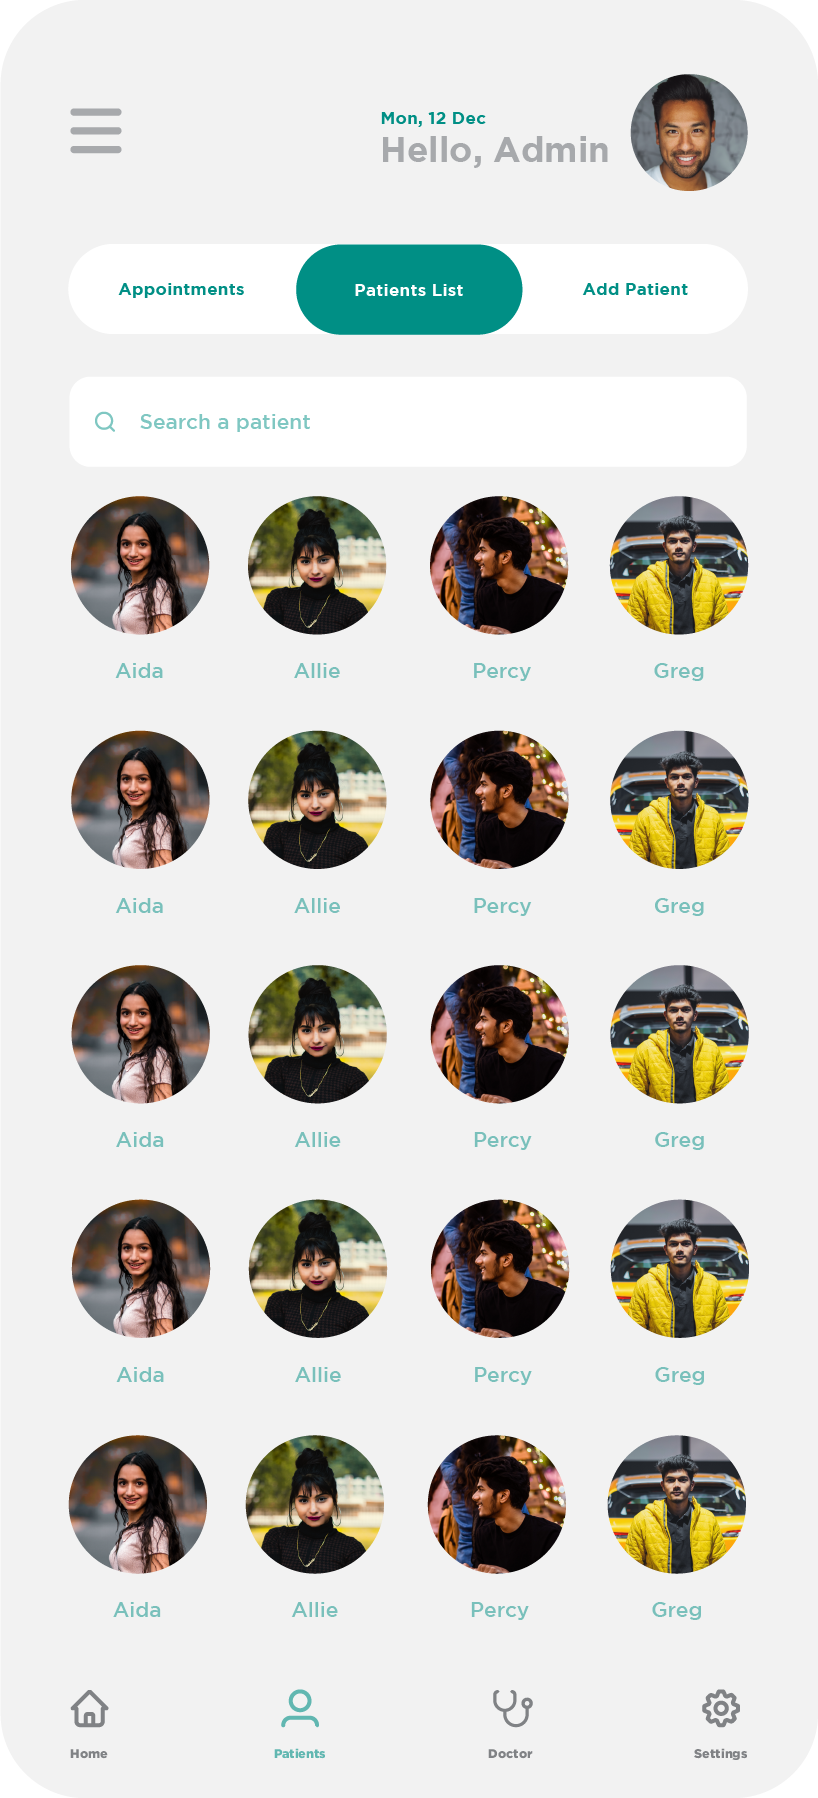 Mon, 12 Dec
Hello, Admin
Appointments
Patients List
Add Patient
Search a patient
Aida
Allie
Percy
Greg
Aida
Allie
Percy
Greg
Aida
Allie
Percy
Greg
Aida
Allie
Percy
Greg
Aida
Allie
Percy
Greg
Home
Patients
Doctor
Settings